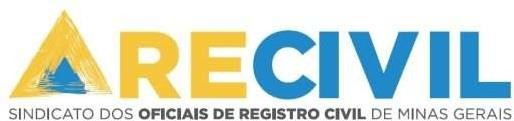 RECIVIL
SINDICATO DOS OFICIAIS DE REGISTRO CIVIL DE MINAS GERAIS